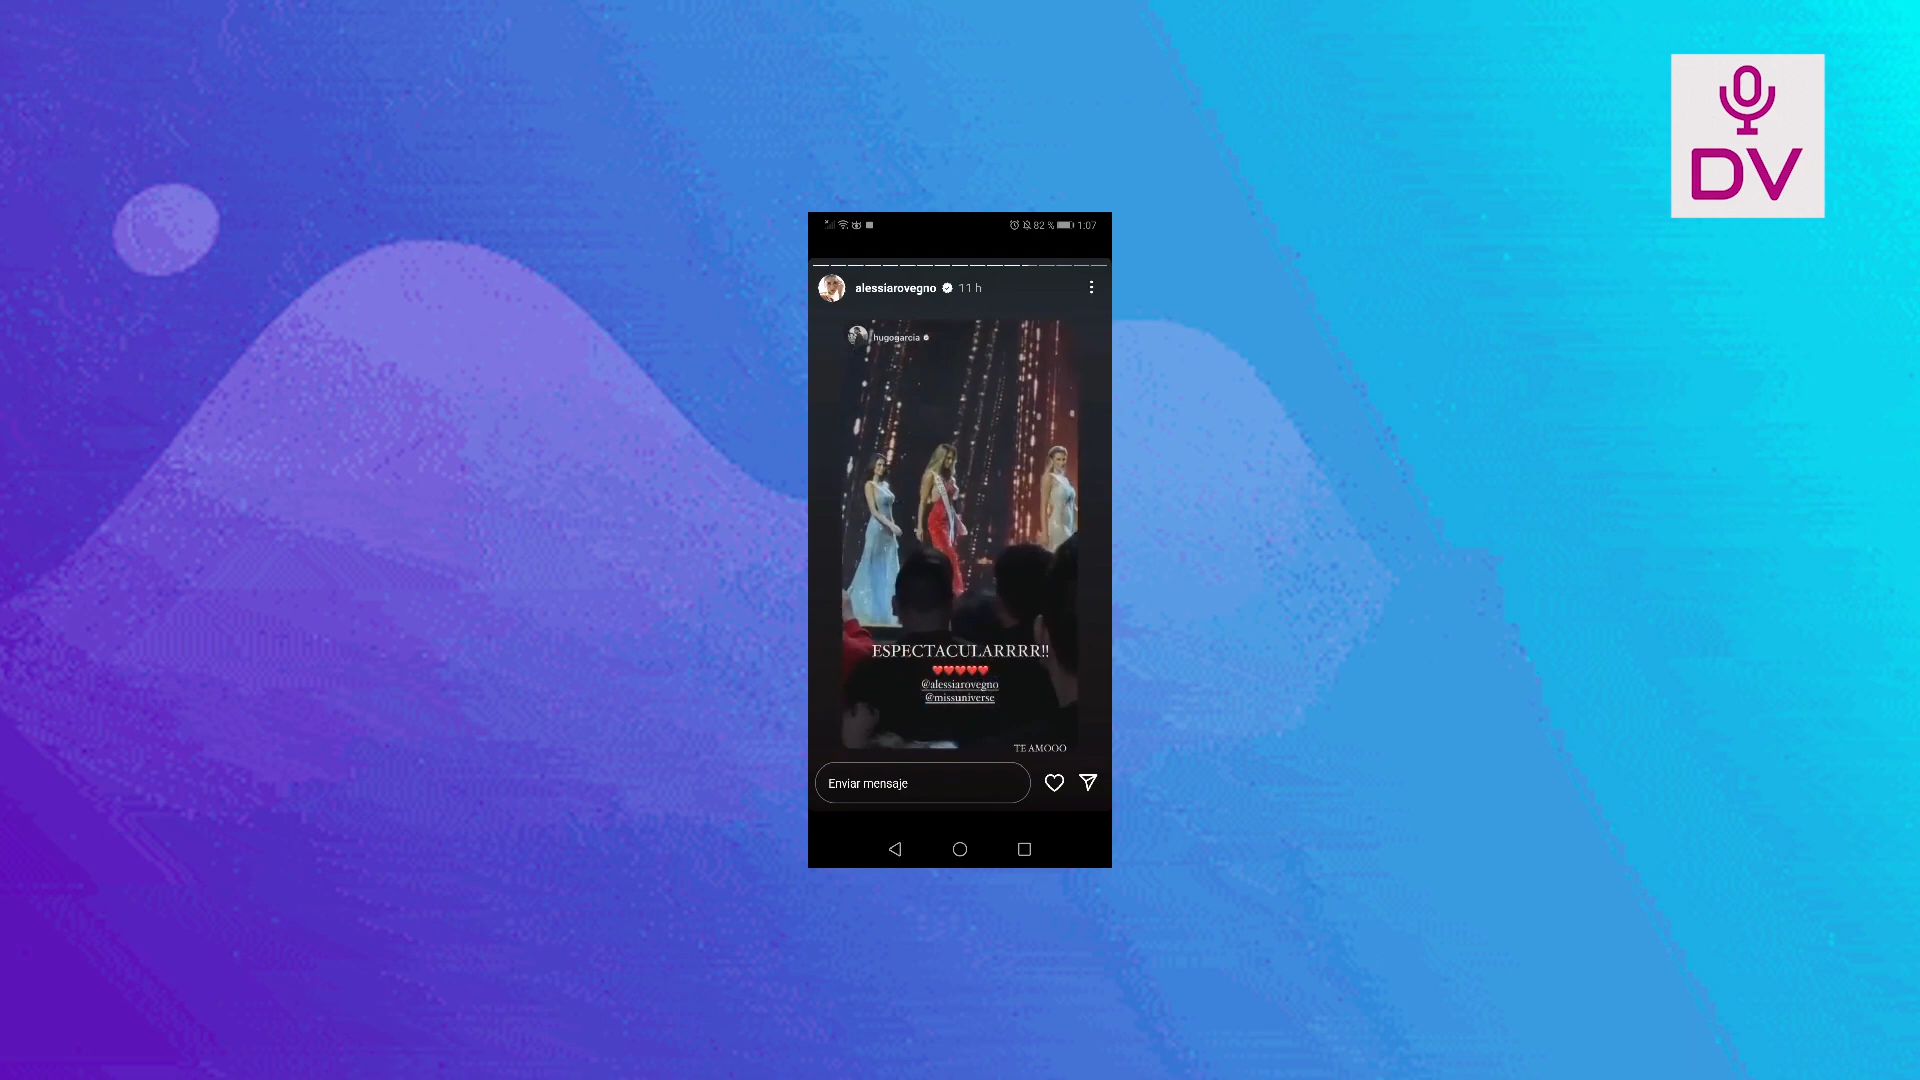 DV
82 % 1:07
alessiarovegno 11 h
hugogarcia
ESPECTACULARRRR!!
@alessiarovegno
@missuniverse
TE AMOOO
Enviar mensaje